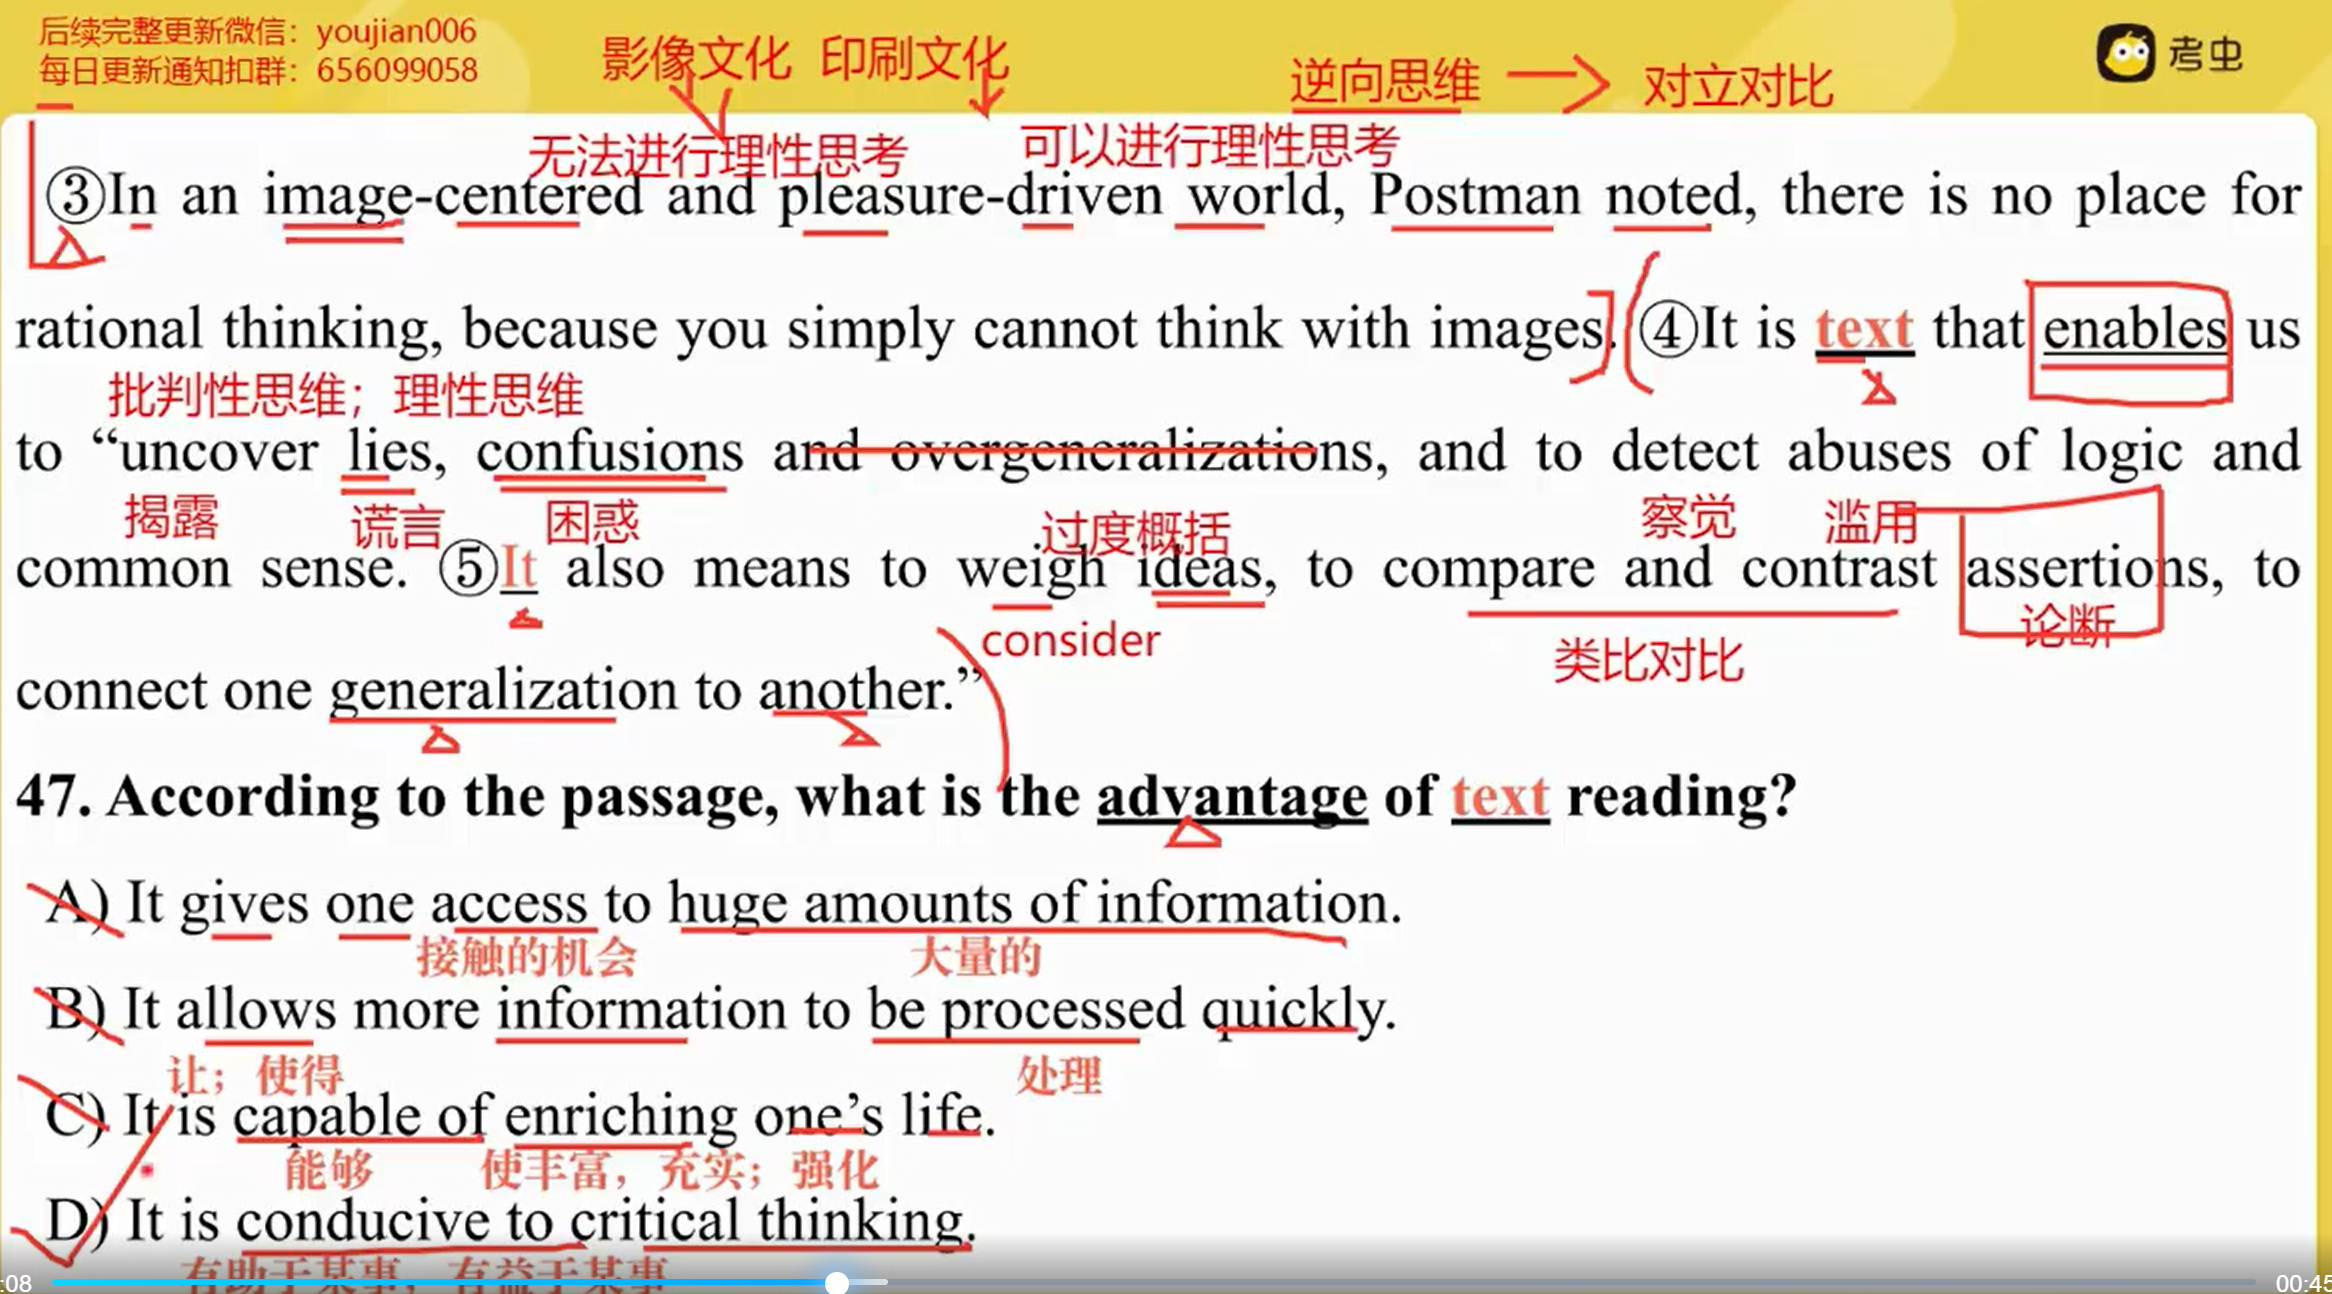 后续完整更新微信：youjian006
每日更新通知扣群：656099058
影像文化 印刷文化
逆向思维 对立对比
考虫
无法进行理性思考 可以进行理性思考
③In an image-centered and pleasure-driven world, Postman noted, there is no place for
rational thinking, because you simply cannot think with images. ④It is text that enables us
批判性思维；理性思维
to “uncover lies, confusions and overgeneralizations, and to detect abuses of logic and
揭露 谎言 困惑 过度概括 察觉 滥用
common sense. ⑤It also means to weigh ideas, to compare and contrast assertions, to
consider 类比对比 论断
connect one generalization to another.”
47. According to the passage, what is the advantage of text reading?
A) It gives one access to huge amounts of information.
接触的机会 大量的
B) It allows more information to be processed quickly.
让；使得 处理
C) It is capable of enriching one’s life.
能够 使丰富，充实；强化
D) It is conducive to critical thinking.
有助于某事，有益于某事
:08 00:45